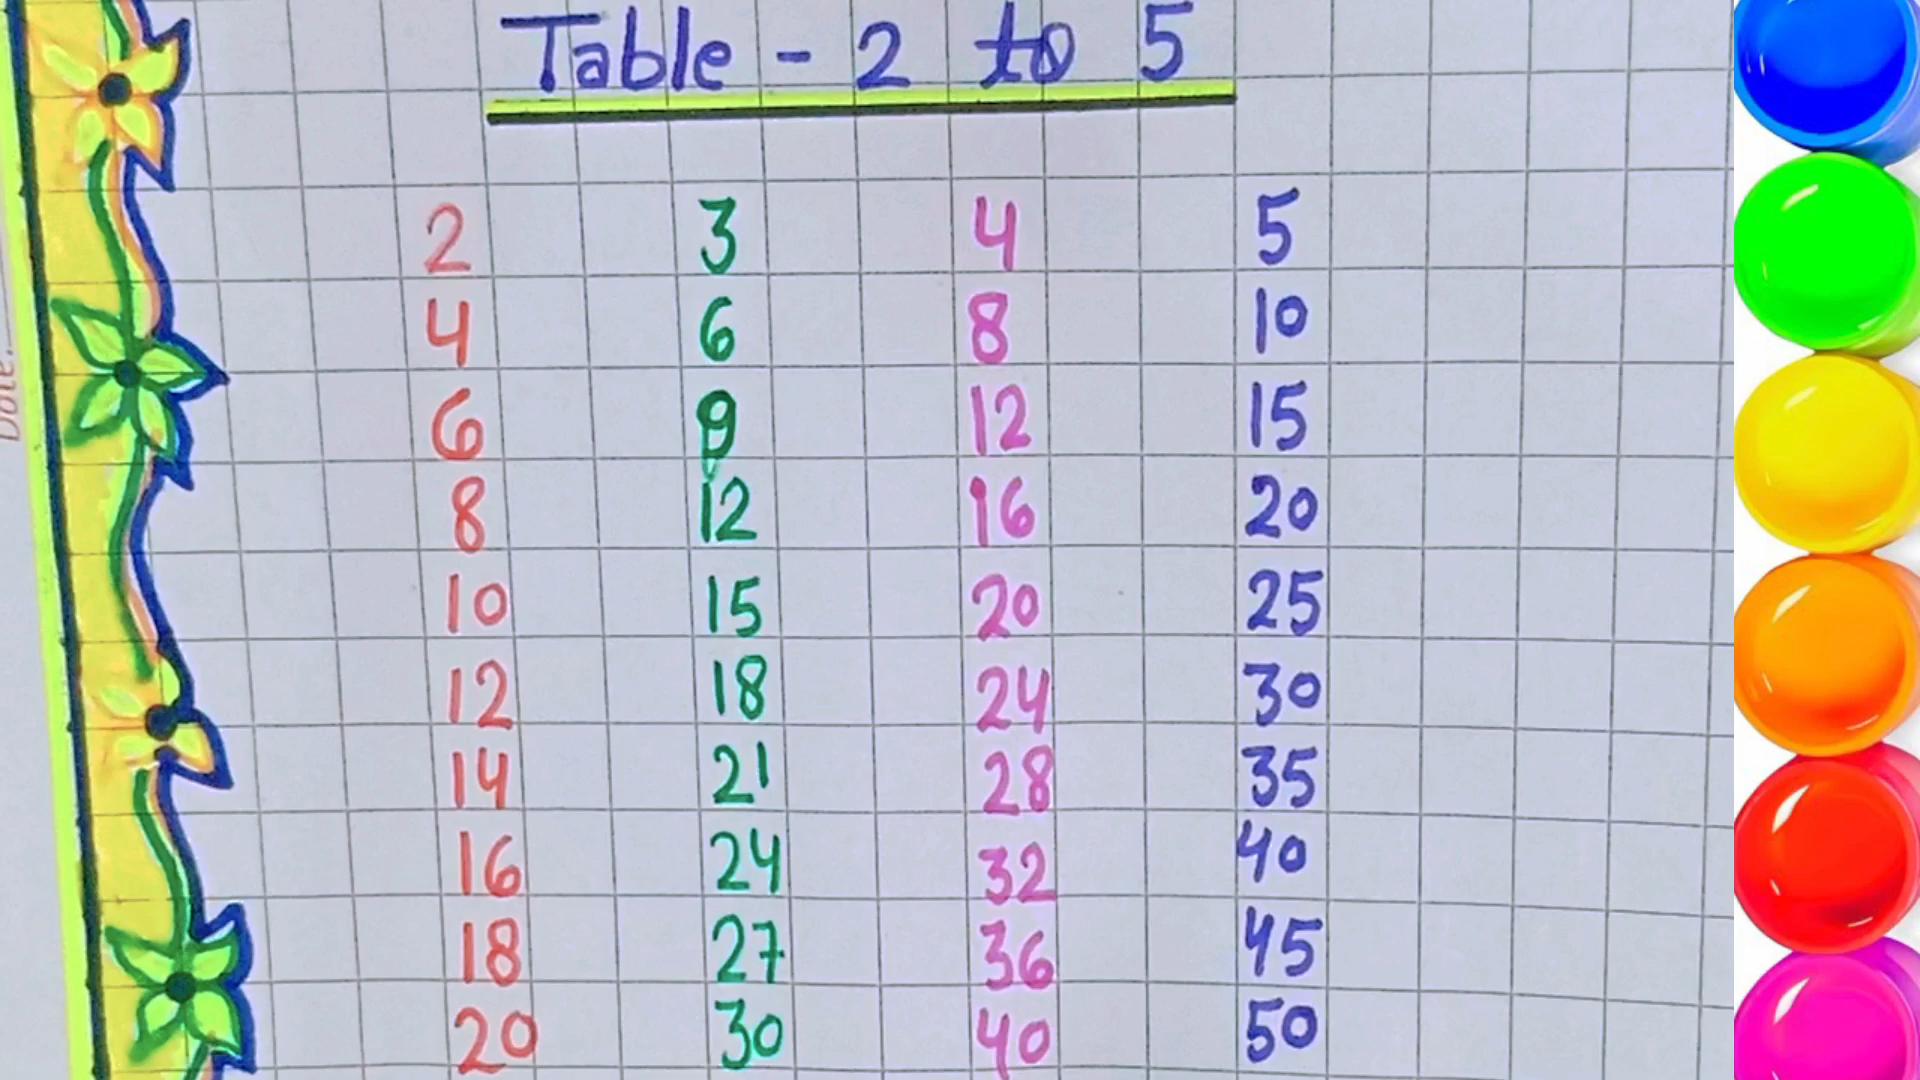 Table - 2 to 5
2 3 4 5
4 6 8 10
6 9 12 15
8 12 16 20
10 15 20 25
12 18 24 30
14 21 28 35
16 24 32 40
18 27 36 45
20 30 40 50
Date: